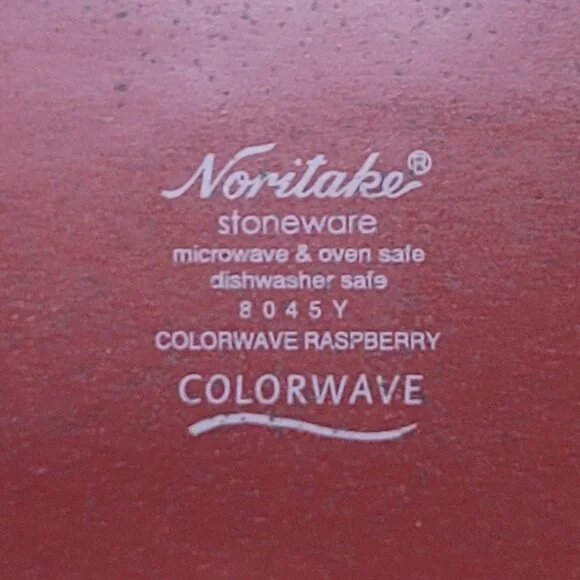 Noritake®
stoneware
microwave & oven safe
dishwasher safe
8045Y
COLORWAVE RASPBERRY
COLORWAVE